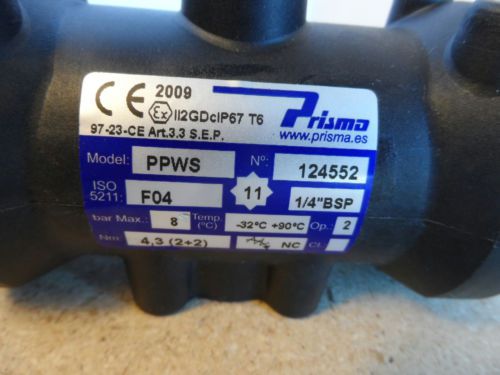 CE 2009
Ex II2GDcIP67 T6
97-23-CE Art.3.3 S.E.P.
Prisma
www.prisma.es
Model: PPWS Nº: 124552
ISO 5211: F04 11 1/4"BSP
bar Max.: 8 Temp. (ºC) -32ºC +90ºC Op.: 2
Nm: 4,3 (2+2) NC Ct.: